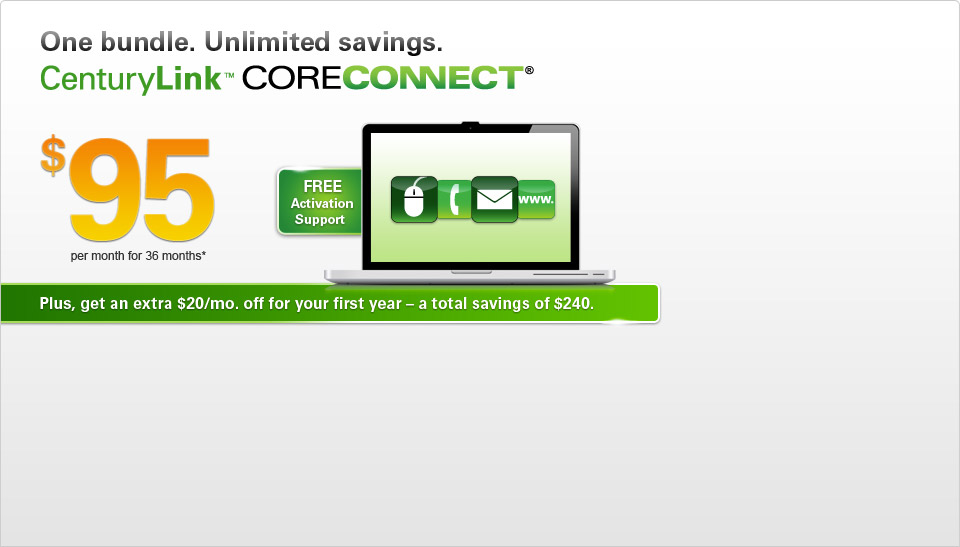 One bundle. Unlimited savings.
CenturyLink™ CORECONNECT®
$95
per month for 36 months*
FREE
Activation
Support
www.
Plus, get an extra $20/mo. off for your first year – a total savings of $240.